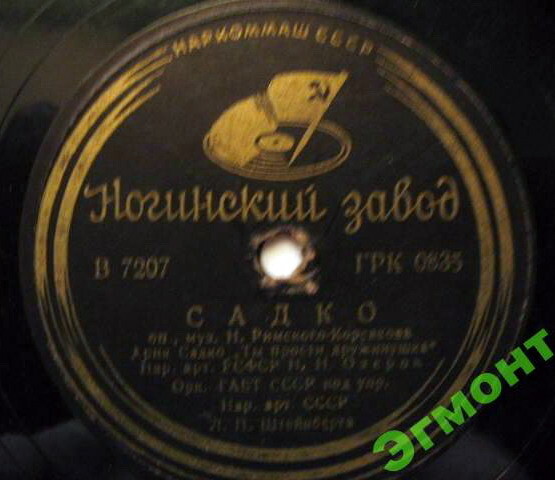 НАРКОММАШ СССР
Ногинский завод
В 7207 ГРК 0835
САДКО
оп., муз. Н. Римского-Корсакова
Ария Садко „Ты прости дружинушка"
Нар. арт. РСФСР Н. Н. Озеров
Орк. ГАБТ СССР под упр.
Нар. арт. СССР
Л. П. Штейнберга
Эгмонт